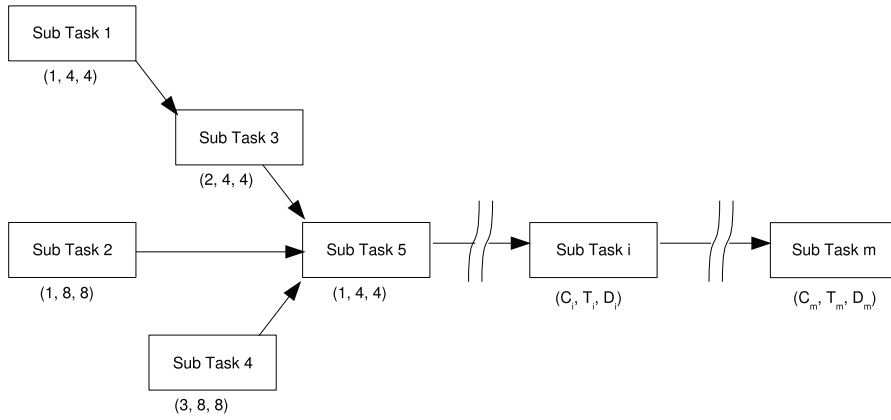 Sub Task 1
(1, 4, 4)
Sub Task 3
(2, 4, 4)
Sub Task 2
(1, 8, 8)
Sub Task 5
(1, 4, 4)
Sub Task i
(Ci, Ti, Di)
Sub Task m
(Cm, Tm, Dm)
Sub Task 4
(3, 8, 8)